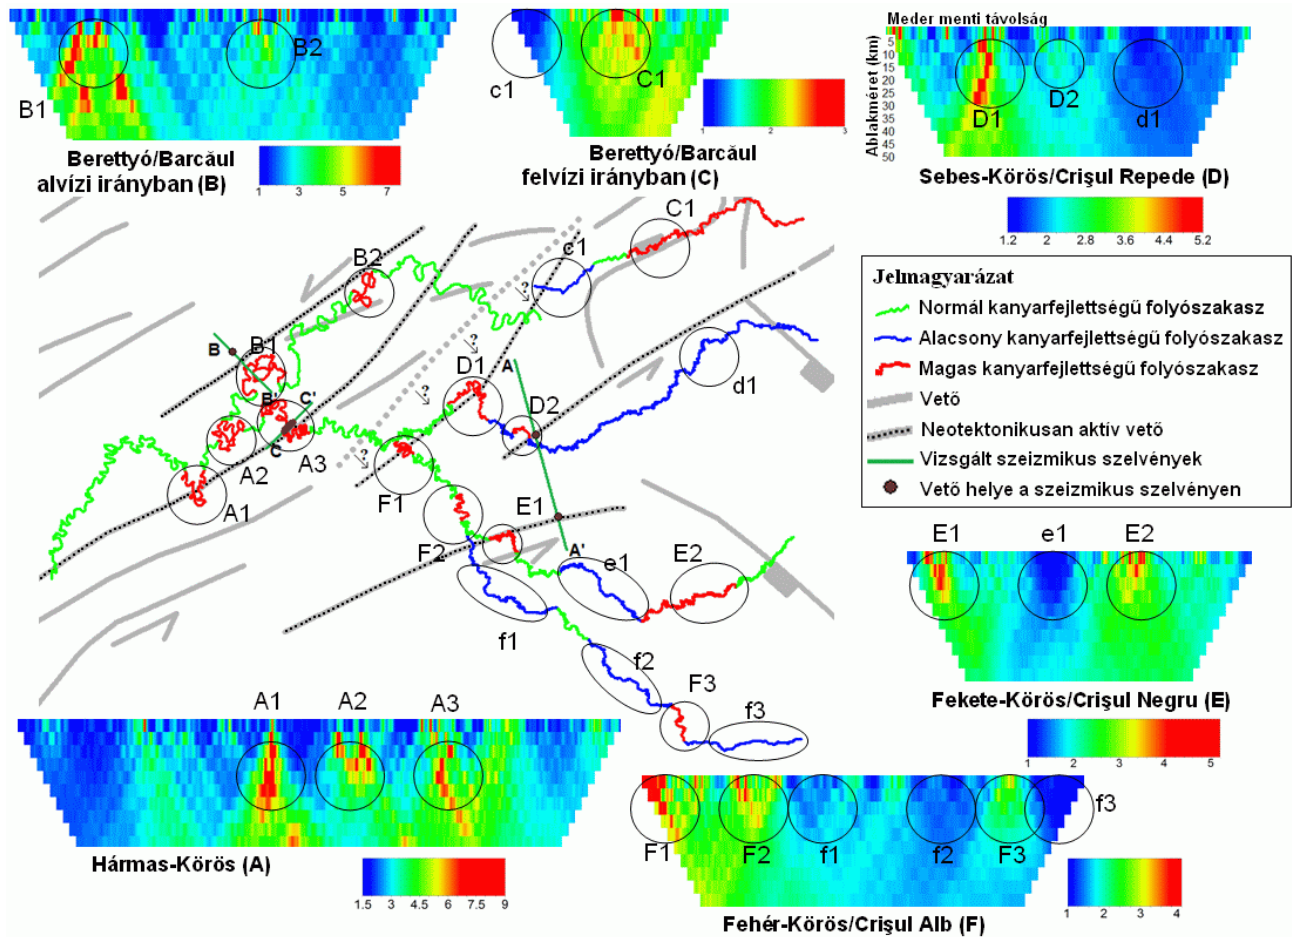 B1
B2
Berettyó/Barcăul
alvízi irányban (B)
1 3 5 7
c1
C1
Berettyó/Barcăul
felvízi irányban (C)
1 2 3
Meder menti távolság
Ablakméret (km)
5
10
15
20
25
30
35
40
45
50
D1
D2
d1
Sebes-Körös/Crişul Repede (D)
1.2 2 2.8 3.6 4.4 5.2
Jelmagyarázat
Normál kanyarfejlettségű folyószakasz
Alacsony kanyarfejlettségű folyószakasz
Magas kanyarfejlettségű folyószakasz
Vető
Neotektonikusan aktív vető
Vizsgált szeizmikus szelvények
Vető helye a szeizmikus szelvényen
C1
c1
B2
?
B
B1
?
D1
A
d1
B'
C'
?
D2
C
A2
A3
?
F1
A1
E1
F2
A'
e1
E2
f1
f2
F3
f3
E1
e1
E2
Fekete-Körös/Crişul Negru (E)
1 2 3 4 5
A1
A2
A3
Hármas-Körös (A)
1.5 3 4.5 6 7.5 9
F1
F2
f1
f2
F3
f3
Fehér-Körös/Crişul Alb (F)
1 2 3 4